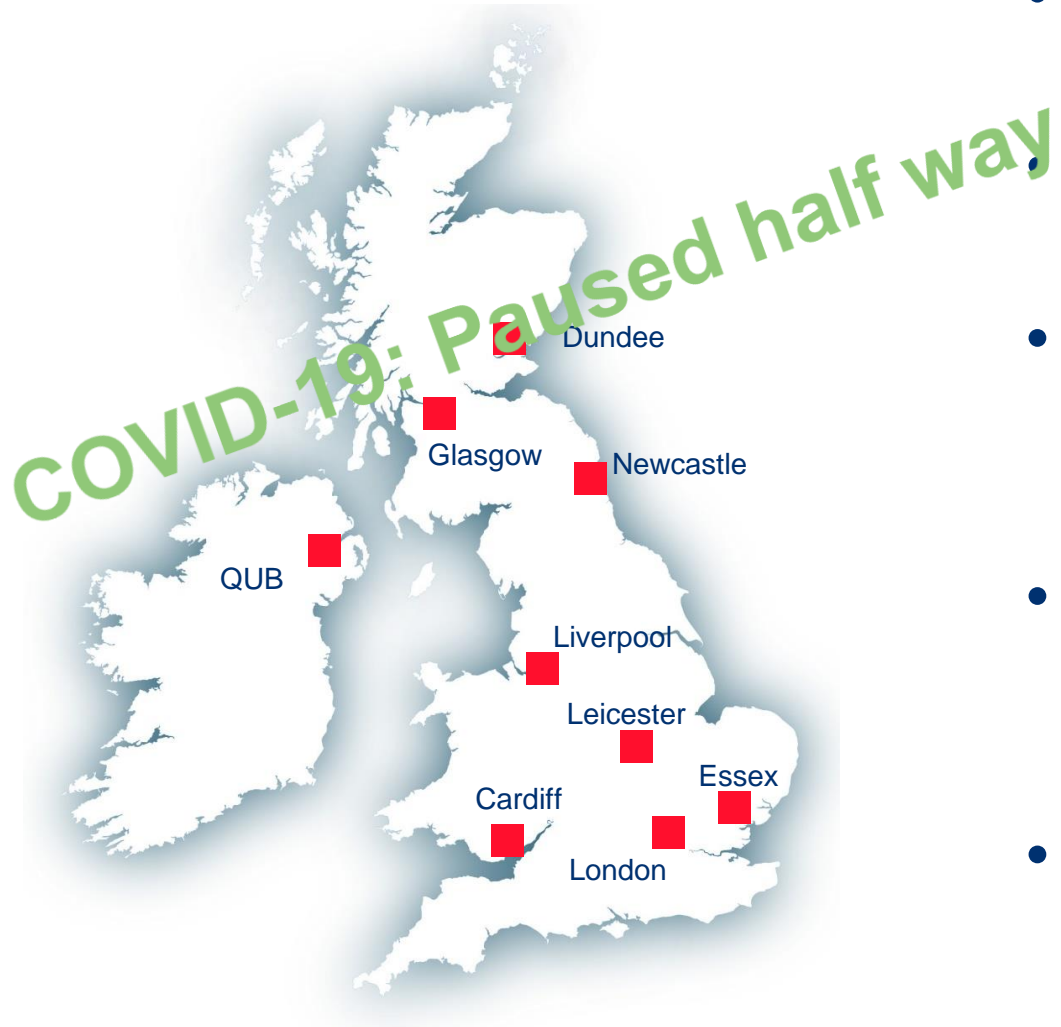 COVID-19: Paused half way
Dundee
Glasgow
Newcastle
QUB
Liverpool
Leicester
Essex
Cardiff
London